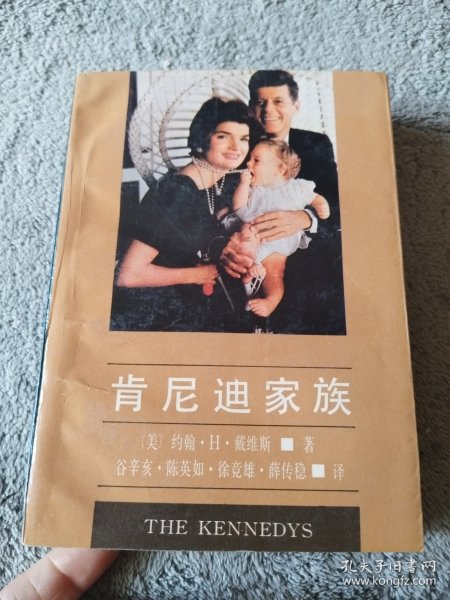 肯尼迪家族
〔美〕约翰·H·戴维斯■著
谷辛亥·陈英如·徐竞雄·薛传稳■译
THE KENNEDYS
孔夫子旧书网
www.kongfz.com